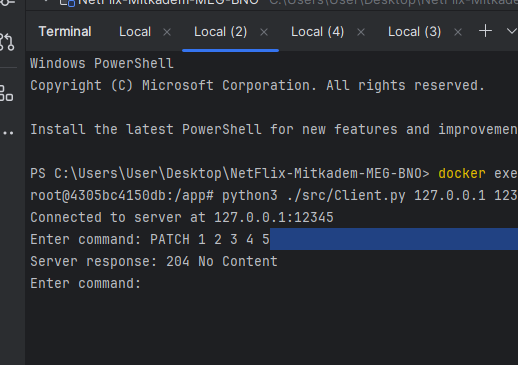 NetFlix-Mitkadem-MEG-BNO C:\Users\User\Desktop\NetFlix-Mitkadem
Terminal Local Local (2) Local (4) Local (3)
Windows PowerShell
Copyright (C) Microsoft Corporation. All rights reserved.
Install the latest PowerShell for new features and improvemen
PS C:\Users\User\Desktop\NetFlix-Mitkadem-MEG-BNO> docker exe
root@4305bc4150db:/app# python3 ./src/Client.py 127.0.0.1 123
Connected to server at 127.0.0.1:12345
Enter command: PATCH 1 2 3 4 5
Server response: 204 No Content
Enter command: